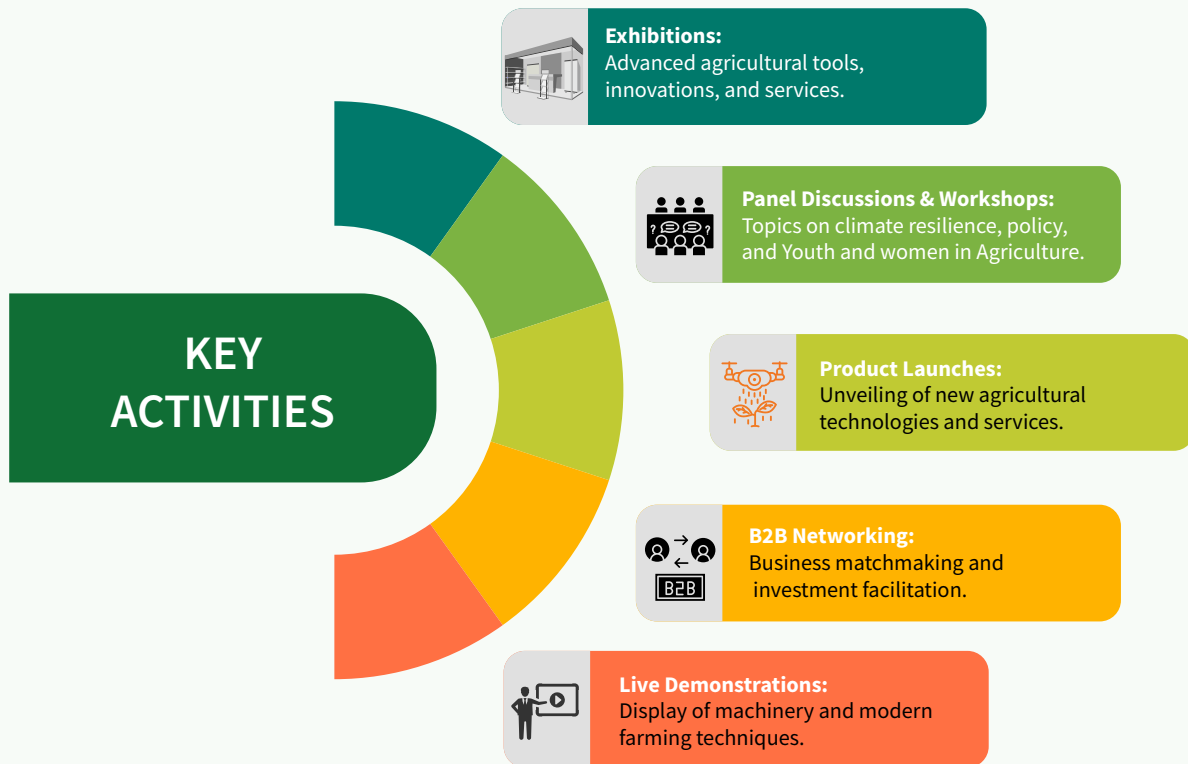 KEY
ACTIVITIES
Exhibitions:
Advanced agricultural tools,
innovations, and services.
Panel Discussions & Workshops:
Topics on climate resilience, policy,
and Youth and women in Agriculture.
Product Launches:
Unveiling of new agricultural
technologies and services.
B2B Networking:
Business matchmaking and
investment facilitation.
B2B
Live Demonstrations:
Display of machinery and modern
farming techniques.